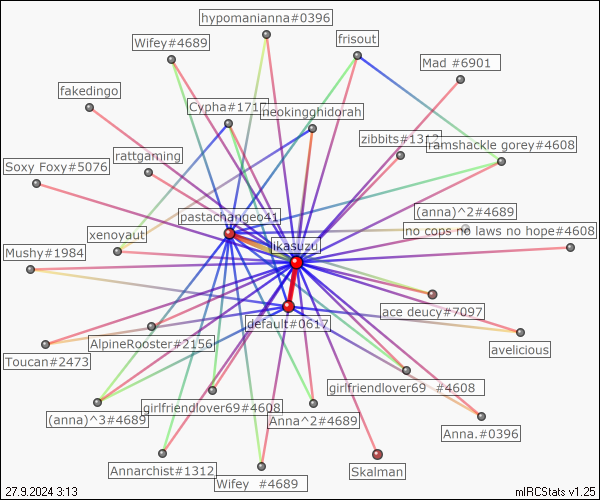 hypomanianna#0396
Wifey#4689
frisout
Mad #6901
fakedingo
Cypha#171
neokingghidorah
zibbits#1312
ramshackle gorey#4608
rattgaming
Soxy Foxy#5076
(anna)^2#4689
pastachangeo41
no cops no laws no hope#4608
xenoyaut
likasuzu
Mushy#1984
ace deucy#7097
default#0617
AlpineRooster#2156
avelicious
Toucan#2473
girlfriendlover69 #4608
girlfriendlover69#4608
(anna)^3#4689
Anna^2#4689
Anna.#0396
Annarchist#1312
Skalman
Wifey #4689
27.9.2024 3:13
mIRCStats v1.25